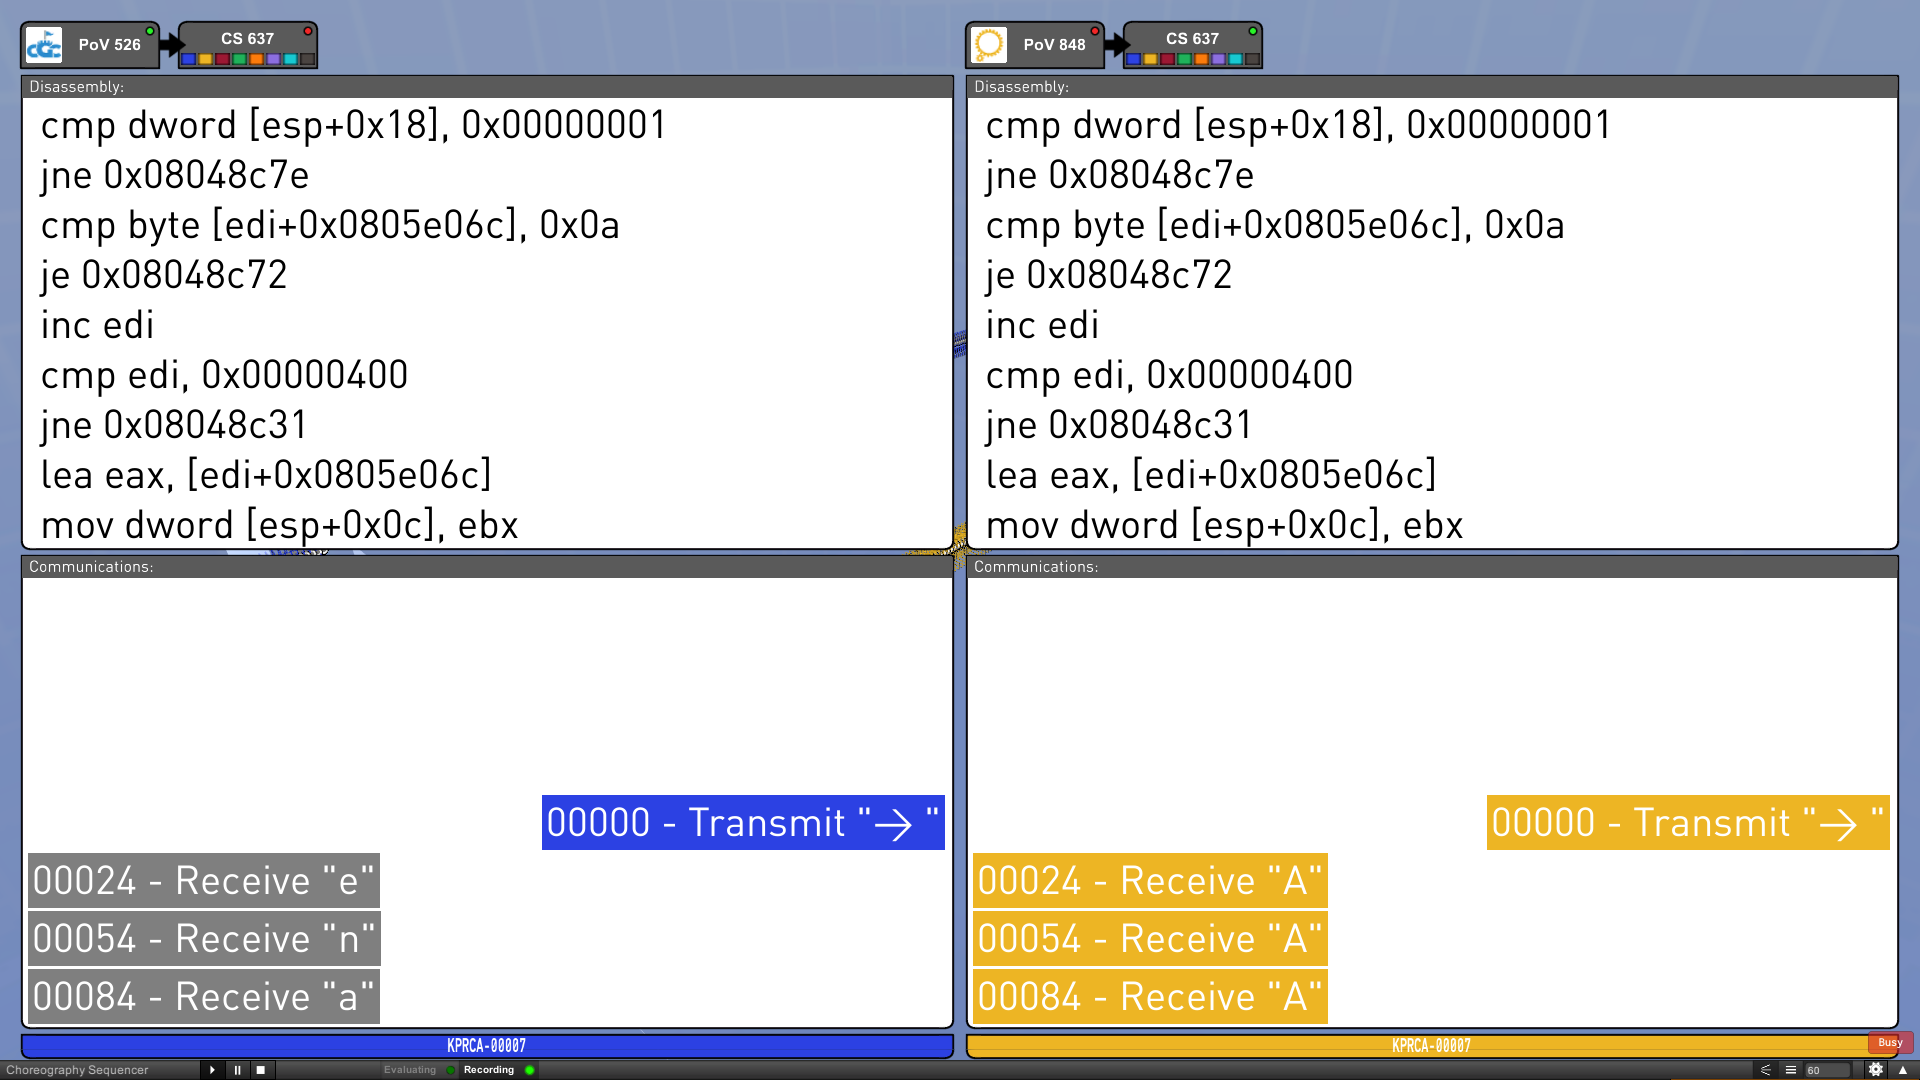 PoV 526
CS 637
Disassembly:
cmp dword [esp+0x18], 0x00000001
jne 0x08048c7e
cmp byte [edi+0x0805e06c], 0x0a
je 0x08048c72
inc edi
cmp edi, 0x00000400
jne 0x08048c31
lea eax, [edi+0x0805e06c]
mov dword [esp+0x0c], ebx
Communications:
00000 - Transmit "→ "
00024 - Receive "e"
00054 - Receive "n"
00084 - Receive "a"
KPRCA-00007
PoV 848
CS 637
Disassembly:
cmp dword [esp+0x18], 0x00000001
jne 0x08048c7e
cmp byte [edi+0x0805e06c], 0x0a
je 0x08048c72
inc edi
cmp edi, 0x00000400
jne 0x08048c31
lea eax, [edi+0x0805e06c]
mov dword [esp+0x0c], ebx
Communications:
00000 - Transmit "→ "
00024 - Receive "A"
00054 - Receive "A"
00084 - Receive "A"
KPRCA-00007
Busy
Choreography Sequencer
Evaluating
Recording
60